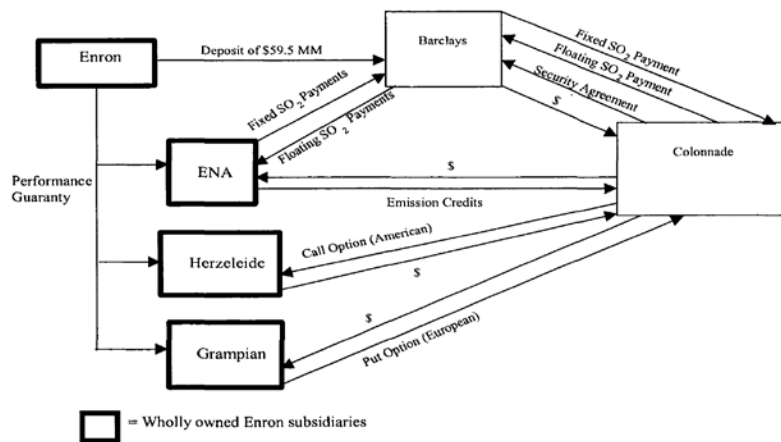 Enron
Deposit of $59.5 MM
Barclays
Fixed SO2 Payment
Floating SO2 Payment
Security Agreement
$
Fixed SO2 Payments
Floating SO2 Payments
Colonnade
ENA
$
Emission Credits
Performance
Guaranty
Herzeleide
Call Option (American)
$
Grampian
$
Put Option (European)
= Wholly owned Enron subsidiaries